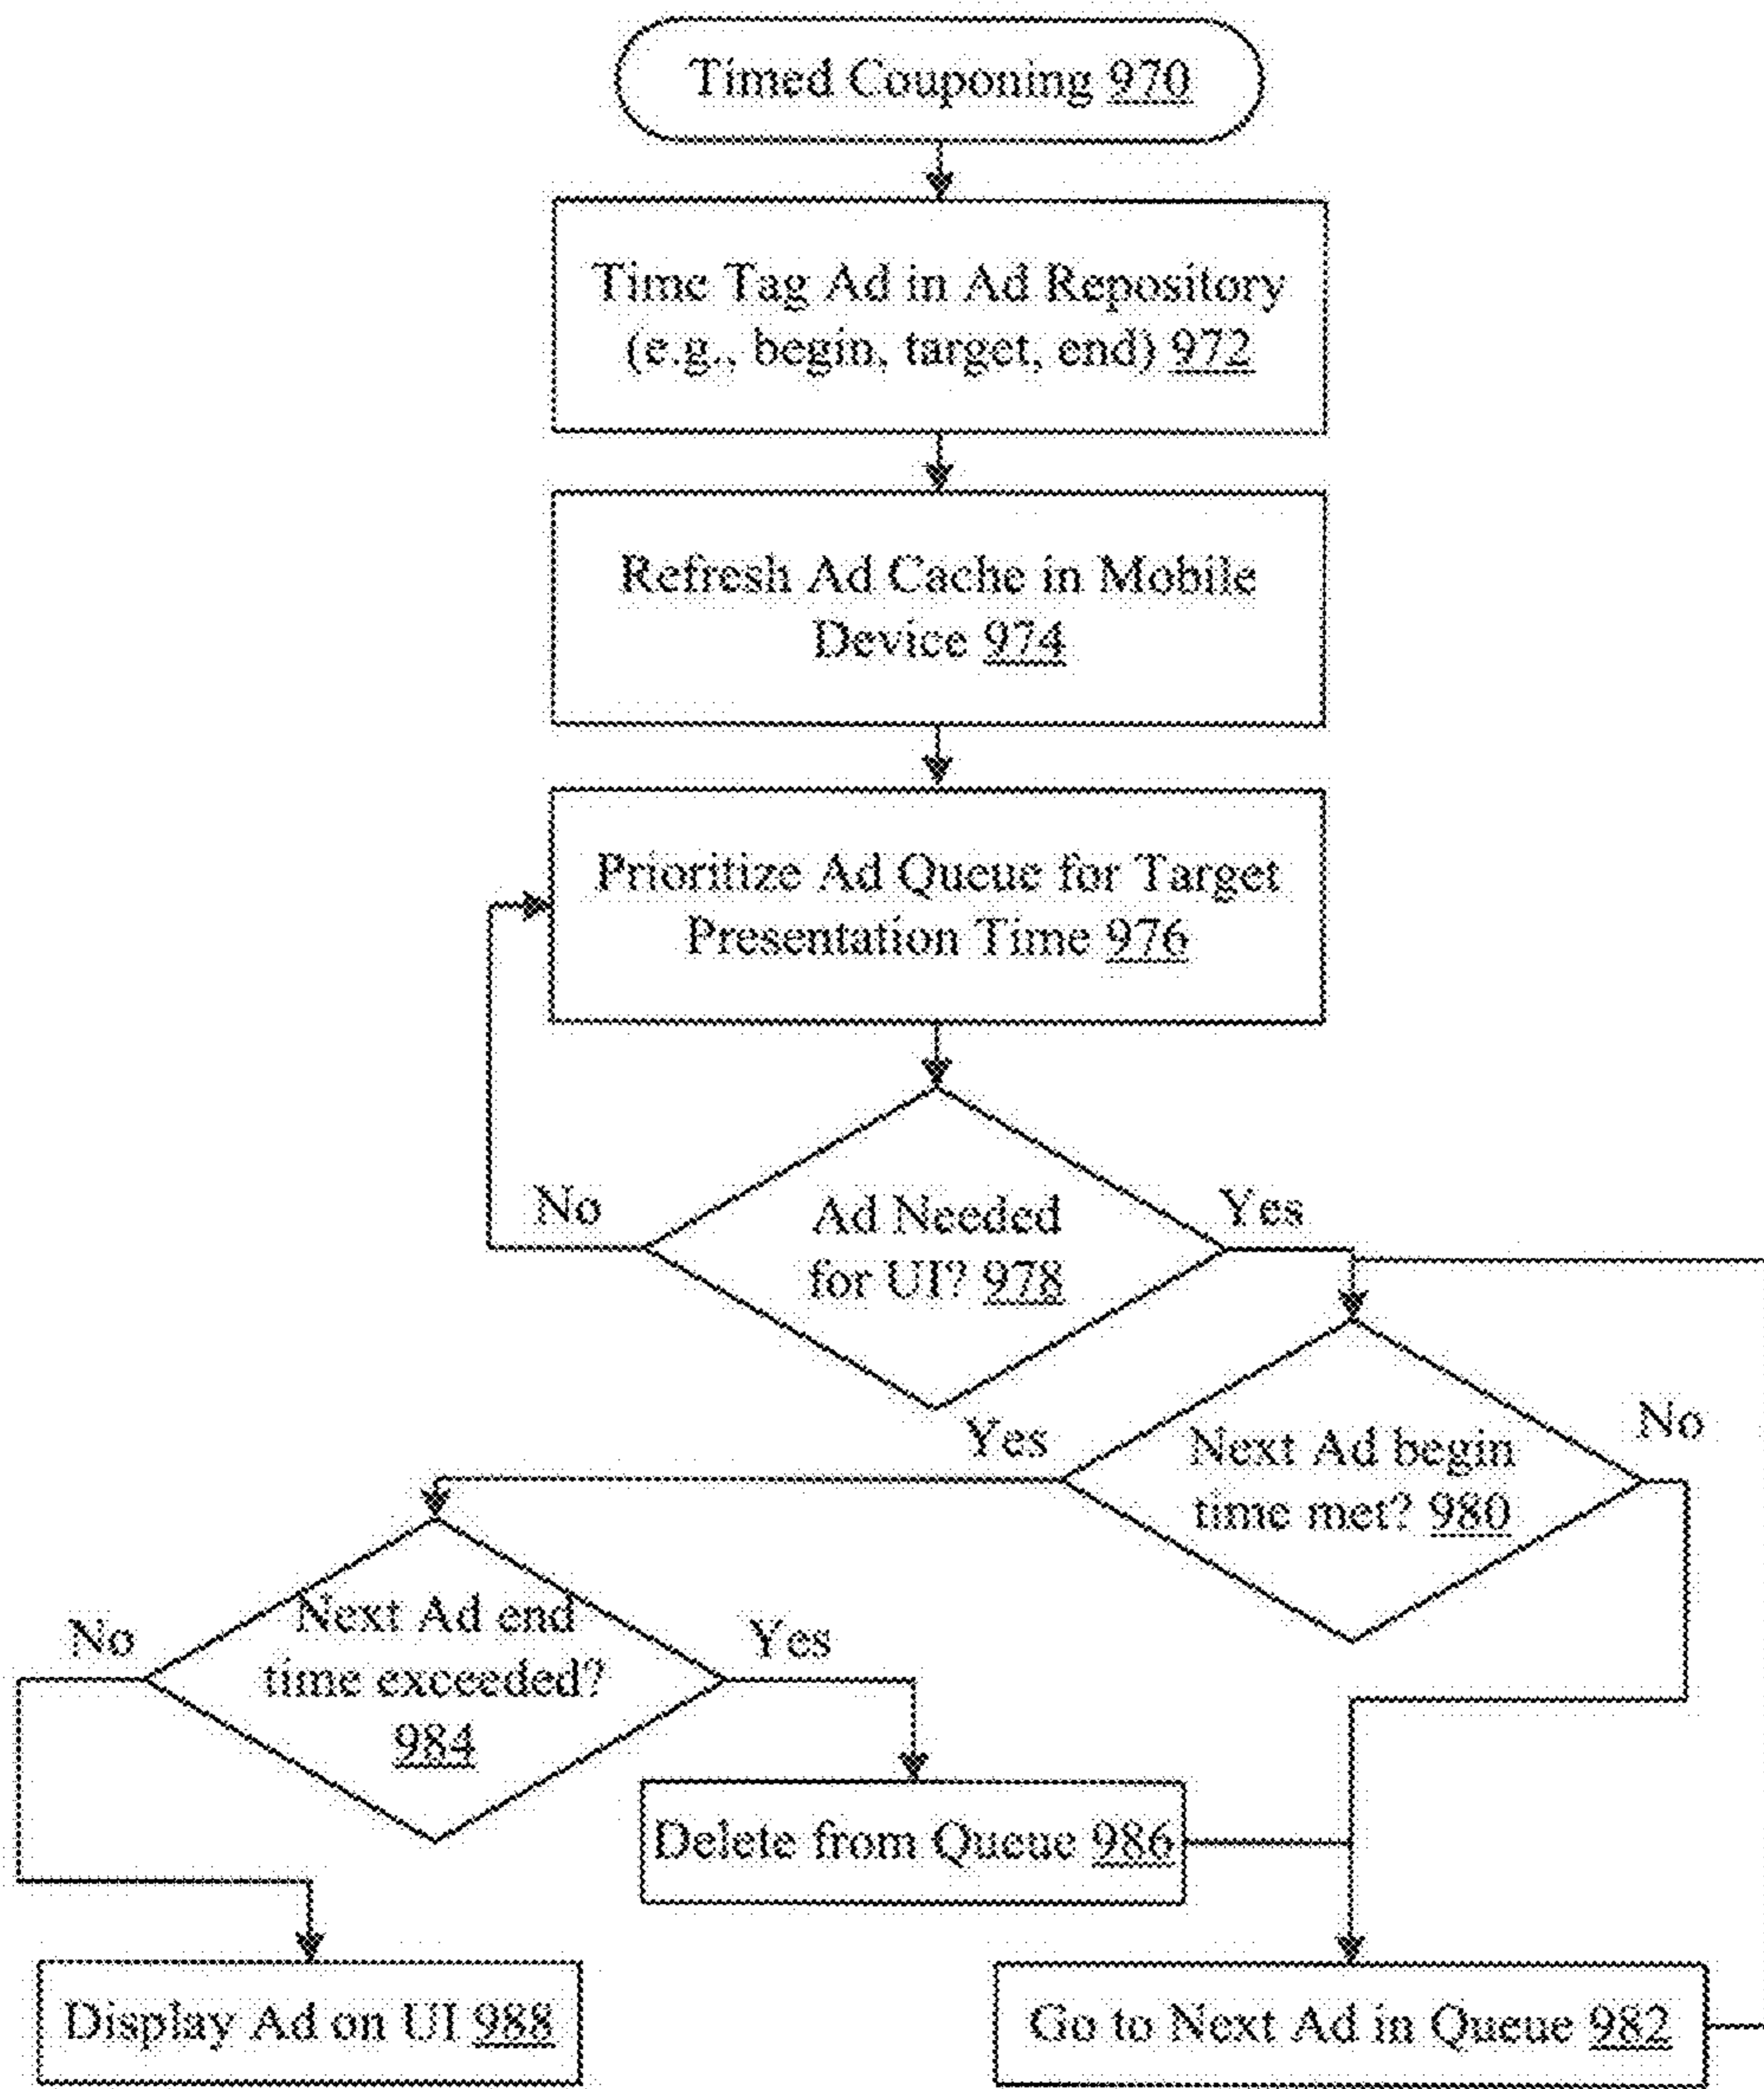 Timed Couponing 970
Time Tag Ad in Ad Repository
(e.g., begin, target, end) 972
Refresh Ad Cache in Mobile
Device 974
Prioritize Ad Queue for Target
Presentation Time 976
No
Ad Needed
for UI? 978
Yes
Yes
Next Ad begin
time met? 980
No
No
Next Ad end
time exceeded?
984
Yes
Delete from Queue 986
Display Ad on UI 988
Go to Next Ad in Queue 982